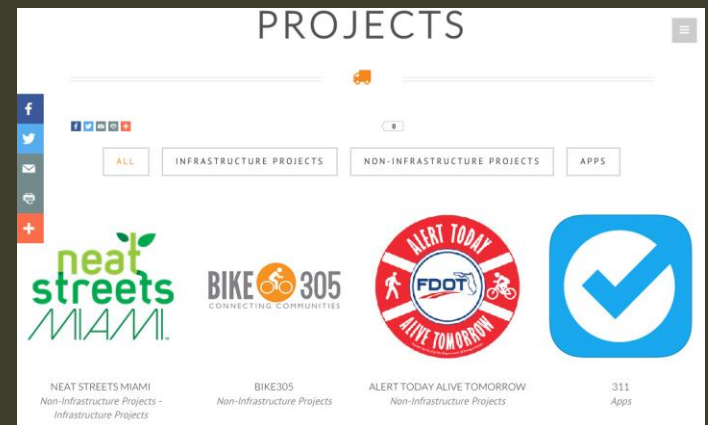 PROJECTS
0
ALL
INFRASTRUCTURE PROJECTS
NON-INFRASTRUCTURE PROJECTS
APPS
neat
streets
MIAMI
BIKE 305
CONNECTING COMMUNITIES
ALERT TODAY
FDOT
ALIVE TOMORROW
NEAT STREETS MIAMI
Non-Infrastructure Projects -
Infrastructure Projects
BIKE305
Non-Infrastructure Projects
ALERT TODAY ALIVE TOMORROW
Non-Infrastructure Projects
311
Apps